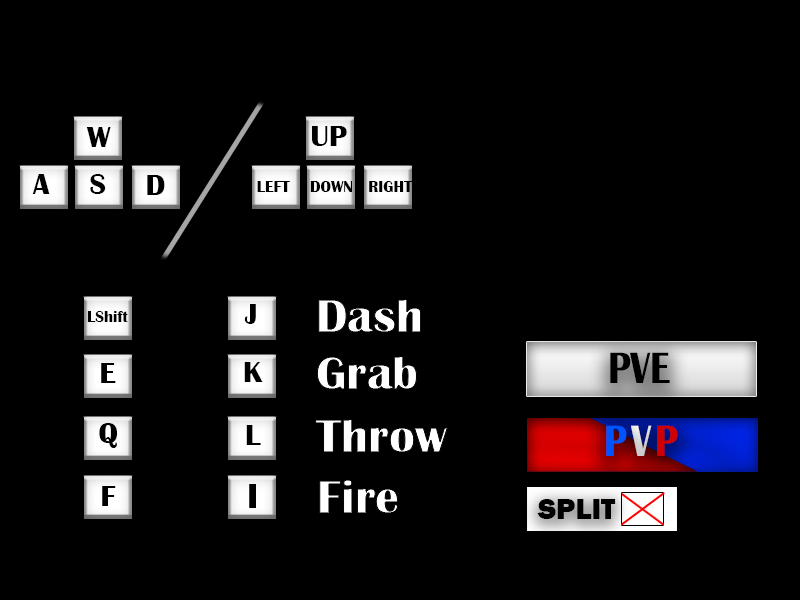 W UP
A S D LEFT DOWN RIGHT
LShift J Dash
E K Grab
Q L Throw
F I Fire
PVE
PVP
SPLIT